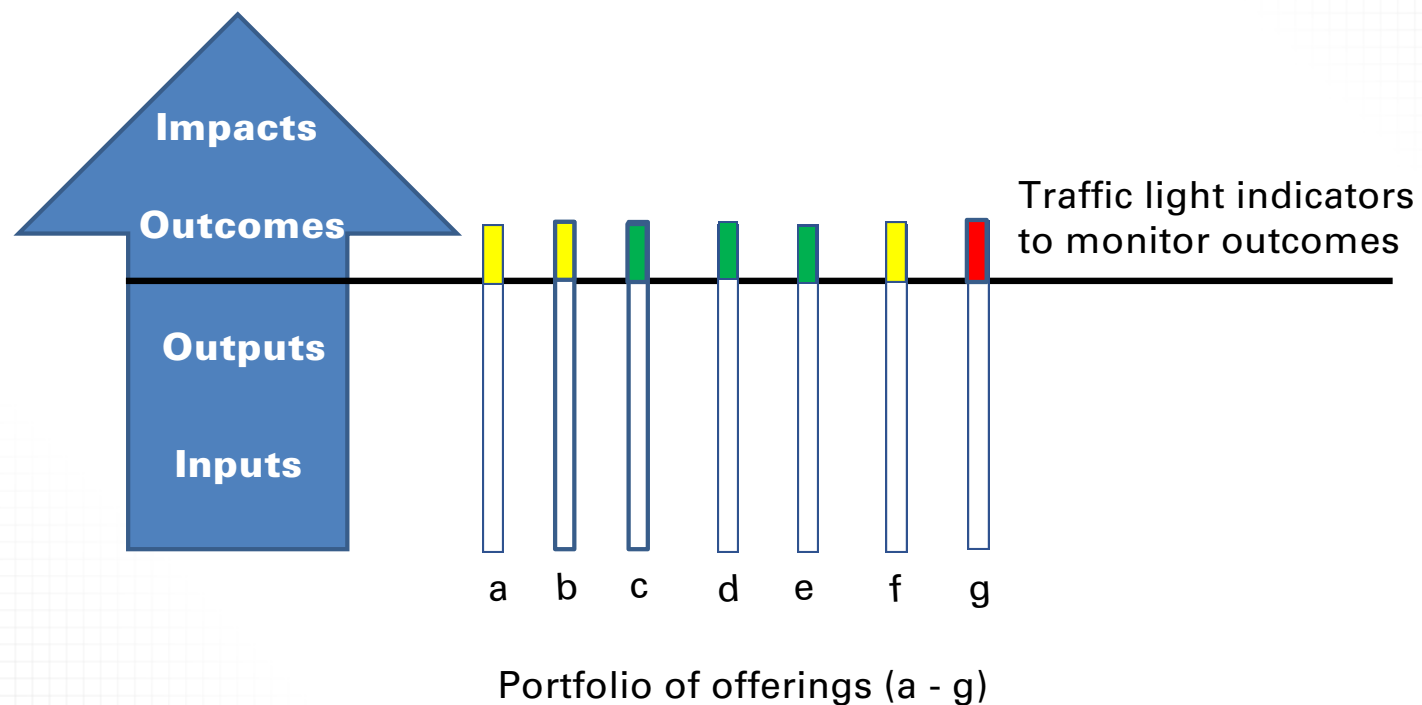 Impacts
Outcomes
Traffic light indicators
to monitor outcomes
Outputs
Inputs
a b c d e f g
Portfolio of offerings (a - g)